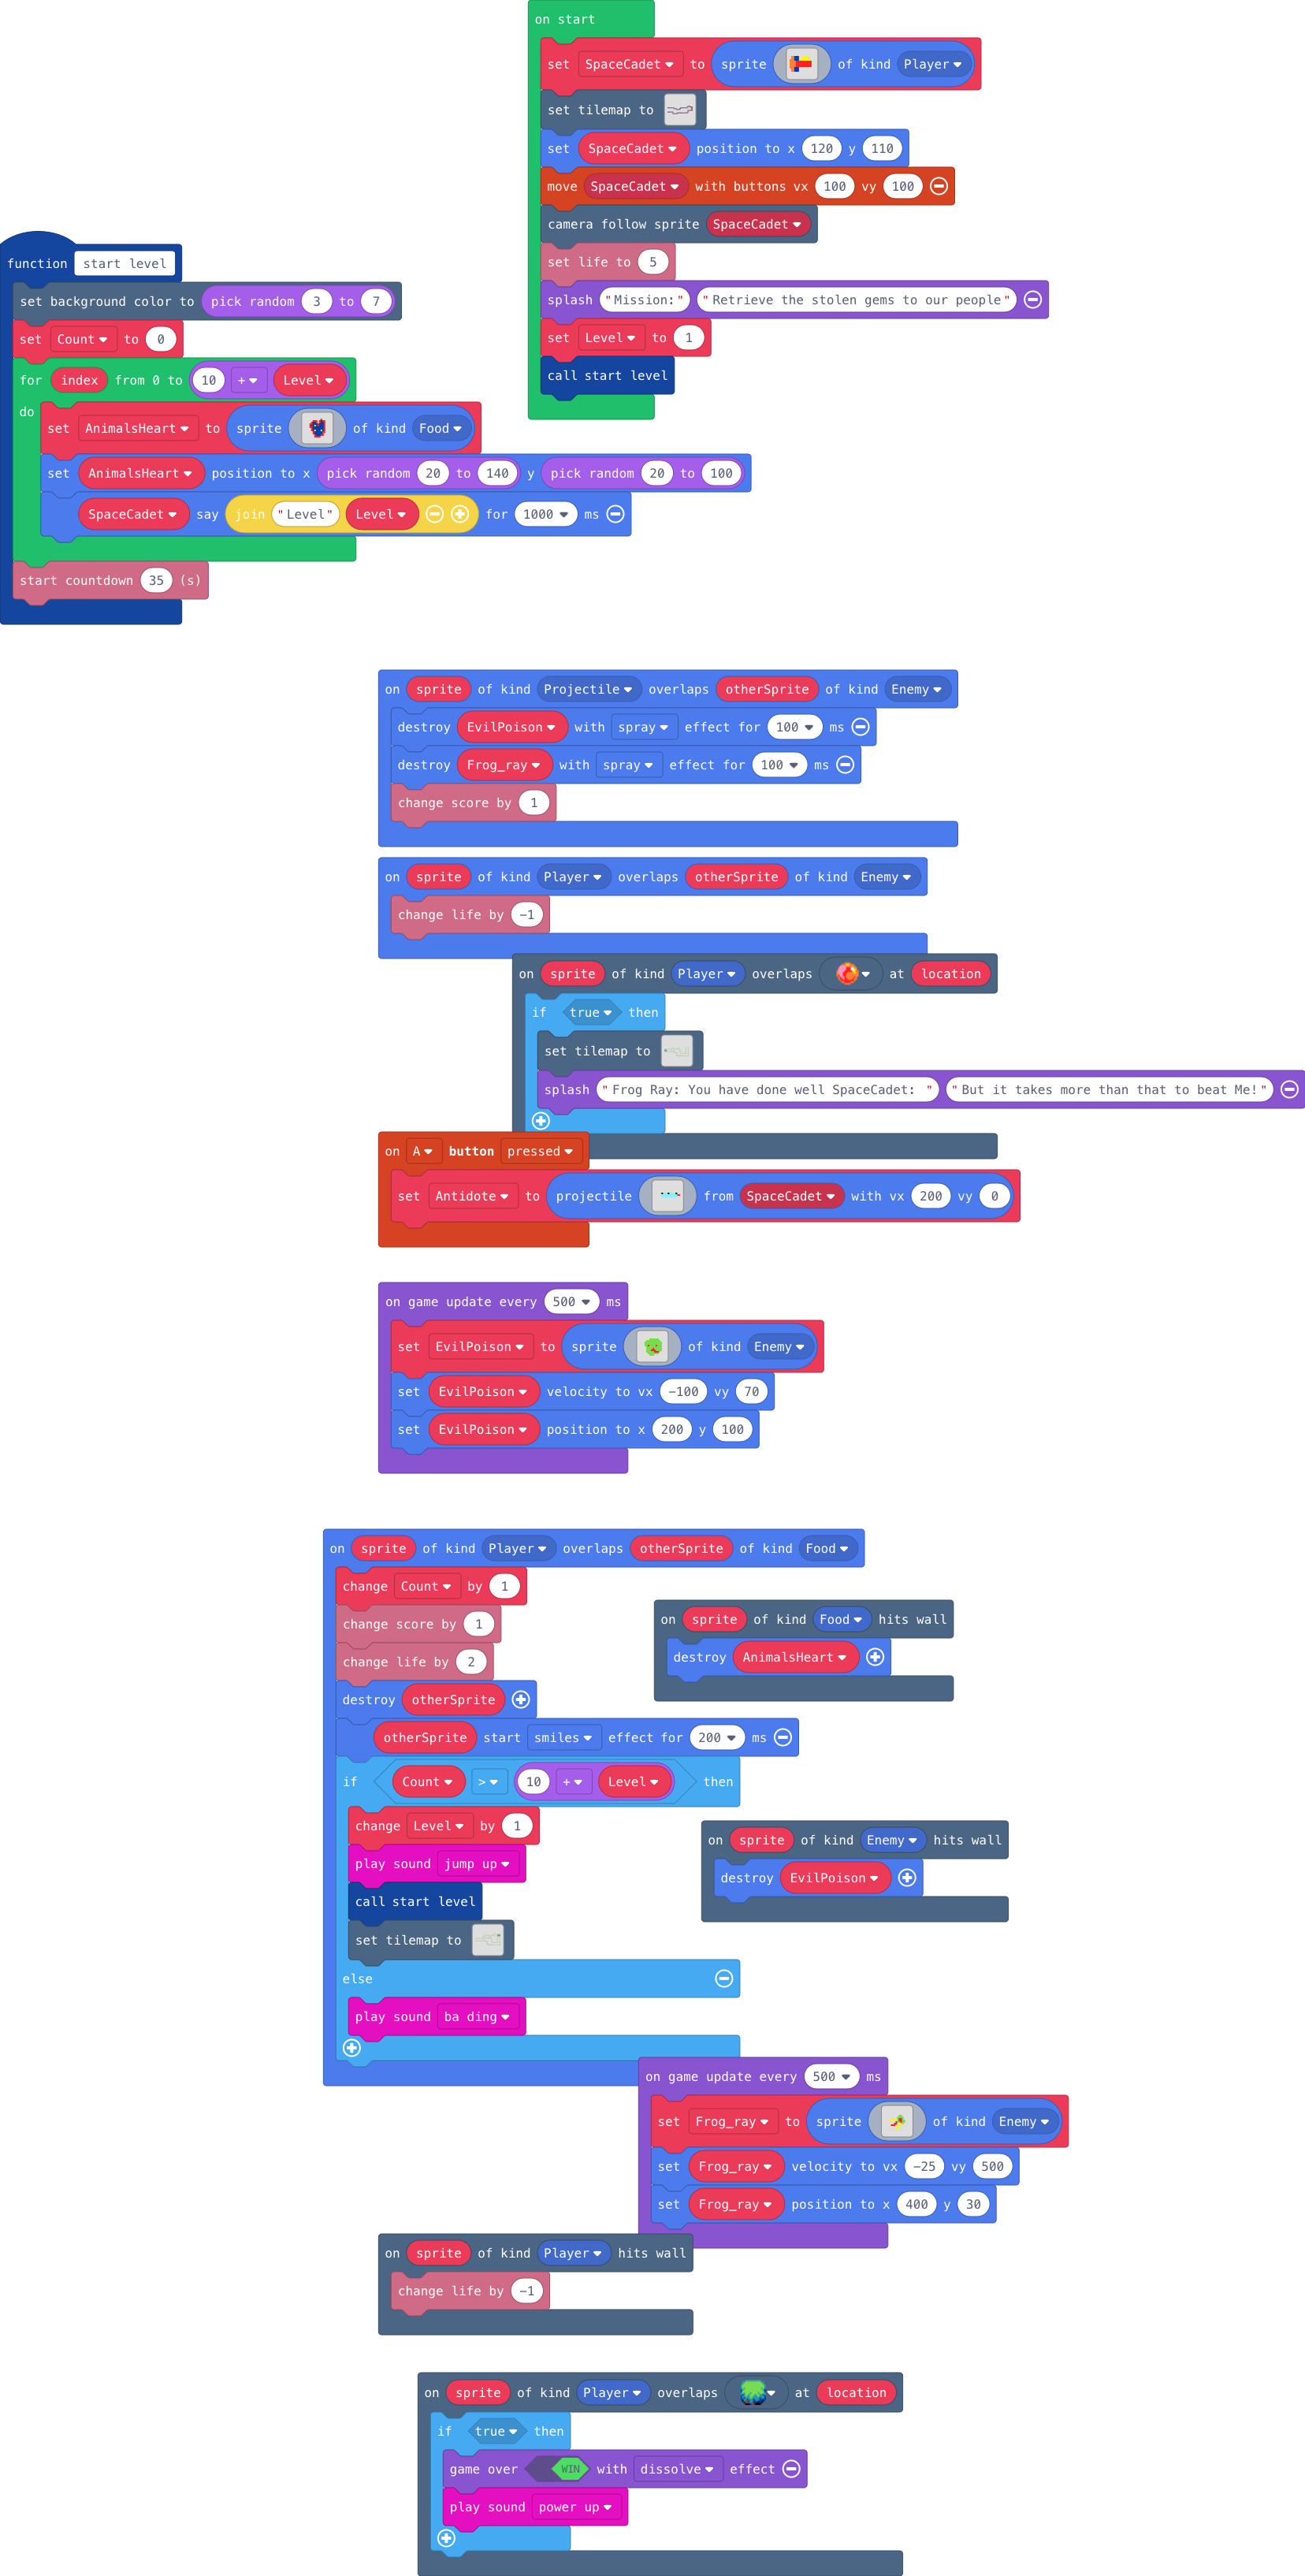 on start
set SpaceCadet to sprite of kind Player
set tilemap to
set SpaceCadet position to x 120 y 110
move SpaceCadet with buttons vx 100 vy 100
camera follow sprite SpaceCadet
set life to 5
splash "Mission:" "Retrieve the stolen gems to our people"
set Level to 1
call start level
function start level
set background color to pick random 3 to 7
set Count to 0
for index from 0 to 10 + Level
do
set AnimalsHeart to sprite of kind Food
set AnimalsHeart position to x pick random 20 to 140 y pick random 20 to 100
SpaceCadet say join "Level" Level for 1000 ms
start countdown 35 (s)
on sprite of kind Projectile overlaps otherSprite of kind Enemy
destroy EvilPoison with spray effect for 100 ms
destroy Frog_ray with spray effect for 100 ms
change score by 1
on sprite of kind Player overlaps otherSprite of kind Enemy
change life by -1
on sprite of kind Player overlaps at location
if true then
set tilemap to
splash "Frog Ray: You have done well SpaceCadet: " "But it takes more than that to beat Me!"
on A button pressed
set Antidote to projectile from SpaceCadet with vx 200 vy 0
on game update every 500 ms
set EvilPoison to sprite of kind Enemy
set EvilPoison velocity to vx -100 vy 70
set EvilPoison position to x 200 y 100
on sprite of kind Player overlaps otherSprite of kind Food
change Count by 1
change score by 1
change life by 2
destroy otherSprite
otherSprite start smiles effect for 200 ms
if Count > 10 + Level then
change Level by 1
play sound jump up
call start level
set tilemap to
else
play sound ba ding
on sprite of kind Food hits wall
destroy AnimalsHeart
on sprite of kind Enemy hits wall
destroy EvilPoison
on game update every 500 ms
set Frog_ray to sprite of kind Enemy
set Frog_ray velocity to vx -25 vy 500
set Frog_ray position to x 400 y 30
on sprite of kind Player hits wall
change life by -1
on sprite of kind Player overlaps at location
if true then
game over WIN with dissolve effect
play sound power up